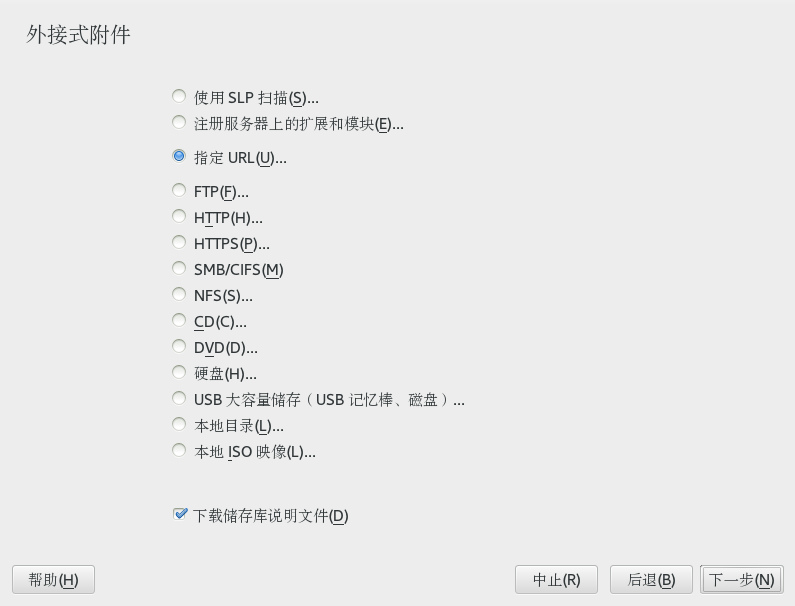 外接式附件
使用 SLP 扫描(S)...
注册服务器上的扩展和模块(E)...
指定 URL(U)...
FTP(F)...
HTTP(H)...
HTTPS(P)...
SMB/CIFS(M)
NFS(S)...
CD(C)...
DVD(D)...
硬盘(H)...
USB 大容量储存（USB 记忆棒、磁盘）...
本地目录(L)...
本地 ISO 映像(L)...
下载储存库说明文件(D)
帮助(H) 中止(R) 后退(B) 下一步(N)